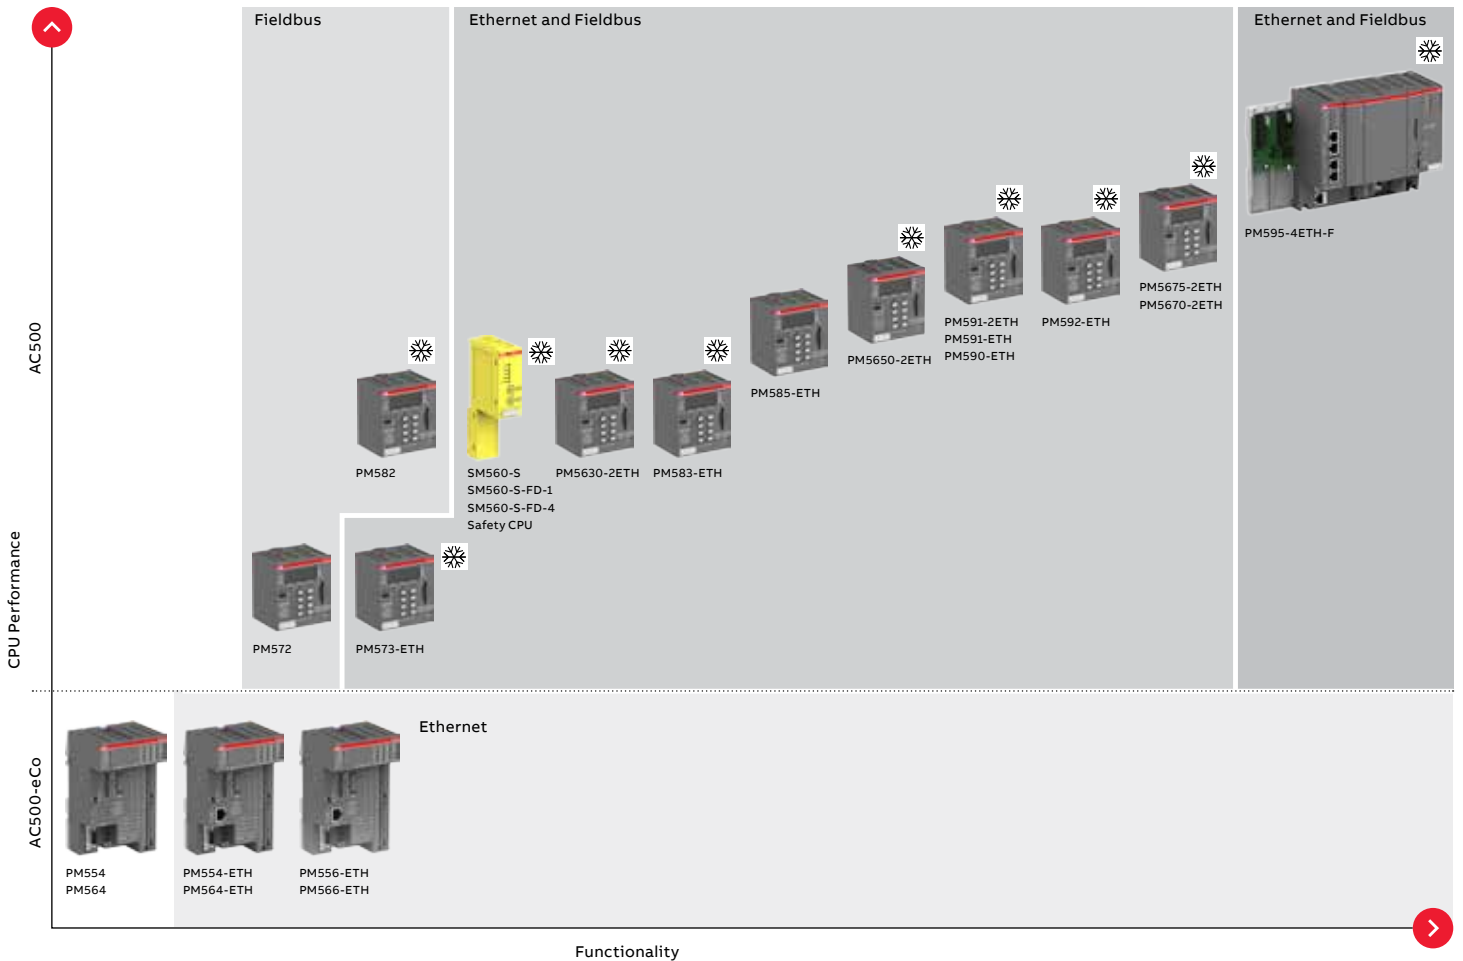 Fieldbus
Ethernet and Fieldbus
Ethernet and Fieldbus
PM595-4ETH-F
PM5675-2ETH
PM5670-2ETH
PM591-2ETH
PM591-ETH
PM590-ETH
PM592-ETH
PM5650-2ETH
PM585-ETH
AC500
PM582
SM560-S
SM560-S-FD-1
SM560-S-FD-4
Safety CPU
PM5630-2ETH
PM583-ETH
CPU Performance
PM572
PM573-ETH
Ethernet
AC500-eCo
PM554
PM564
PM554-ETH
PM564-ETH
PM556-ETH
PM566-ETH
Functionality